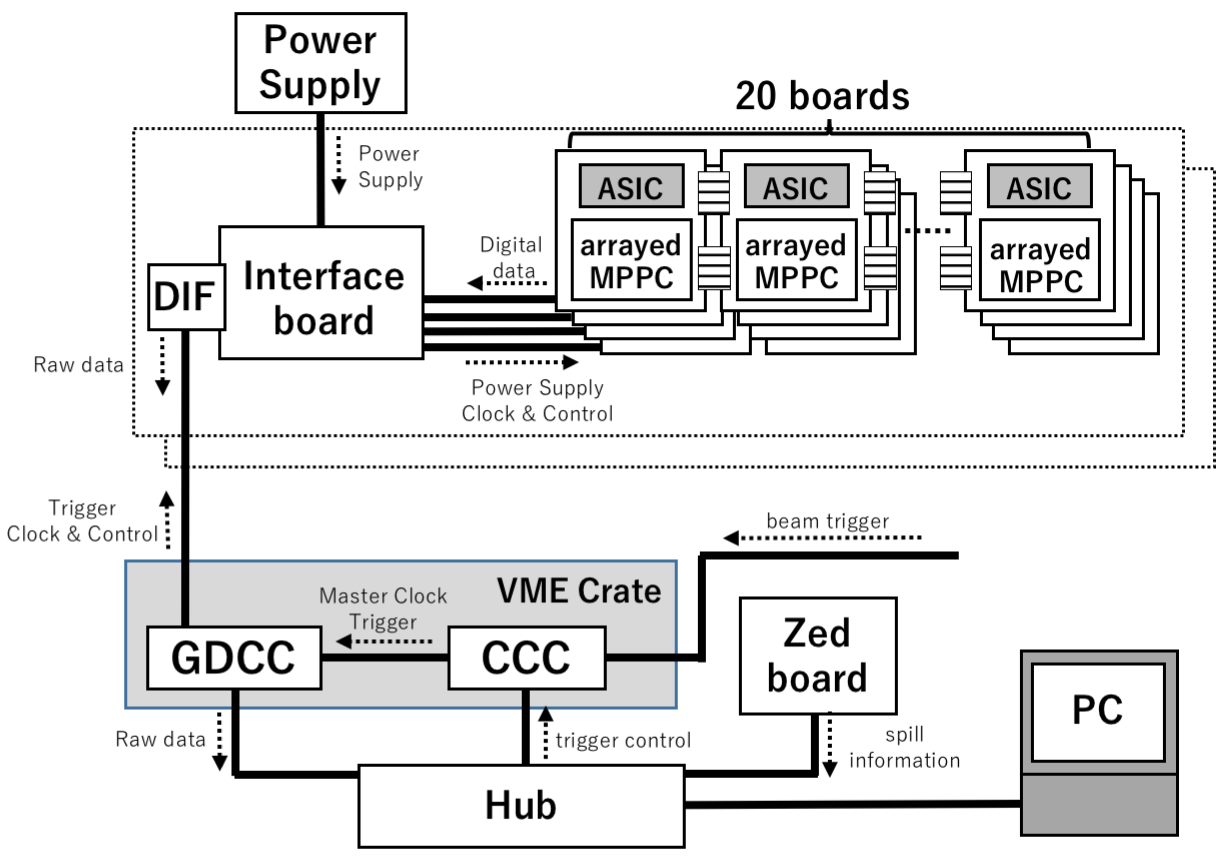 Power
Supply
20 boards
Power
Supply
ASIC
ASIC
ASIC
arrayed
MPPC
arrayed
MPPC
arrayed
MPPC
Digital
data
DIF
Interface
board
Raw data
Power Supply
Clock & Control
Trigger
Clock & Control
beam trigger
VME Crate
Master Clock
Trigger
GDCC
CCC
Zed
board
PC
Raw data
trigger control
spill
information
Hub